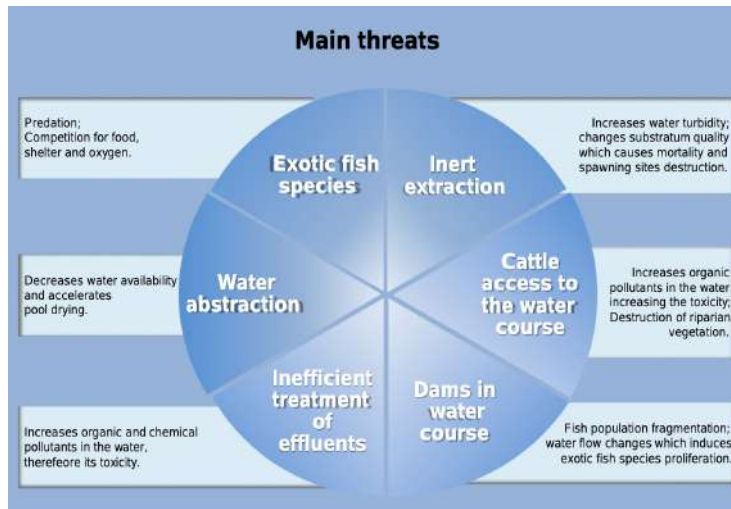 Main threats
Predation;
Competition for food,
shelter and oxygen.
Exotic fish
species
Inert
extraction
Increases water turbidity;
changes substratum quality
which causes mortality and
spawning sites destruction.
Decreases water availability
and accelerates
pool drying.
Water
abstraction
Cattle
access to
the water
course
Increases organic
pollutants in the water
increasing the toxicity;
Destruction of riparian
vegetation.
Increases organic and chemical
pollutants in the water,
therefeore its toxicity.
Inefficient
treatment
of
effluents
Dams in
water
course
Fish population fragmentation;
water flow changes which induces
exotic fish species proliferation.